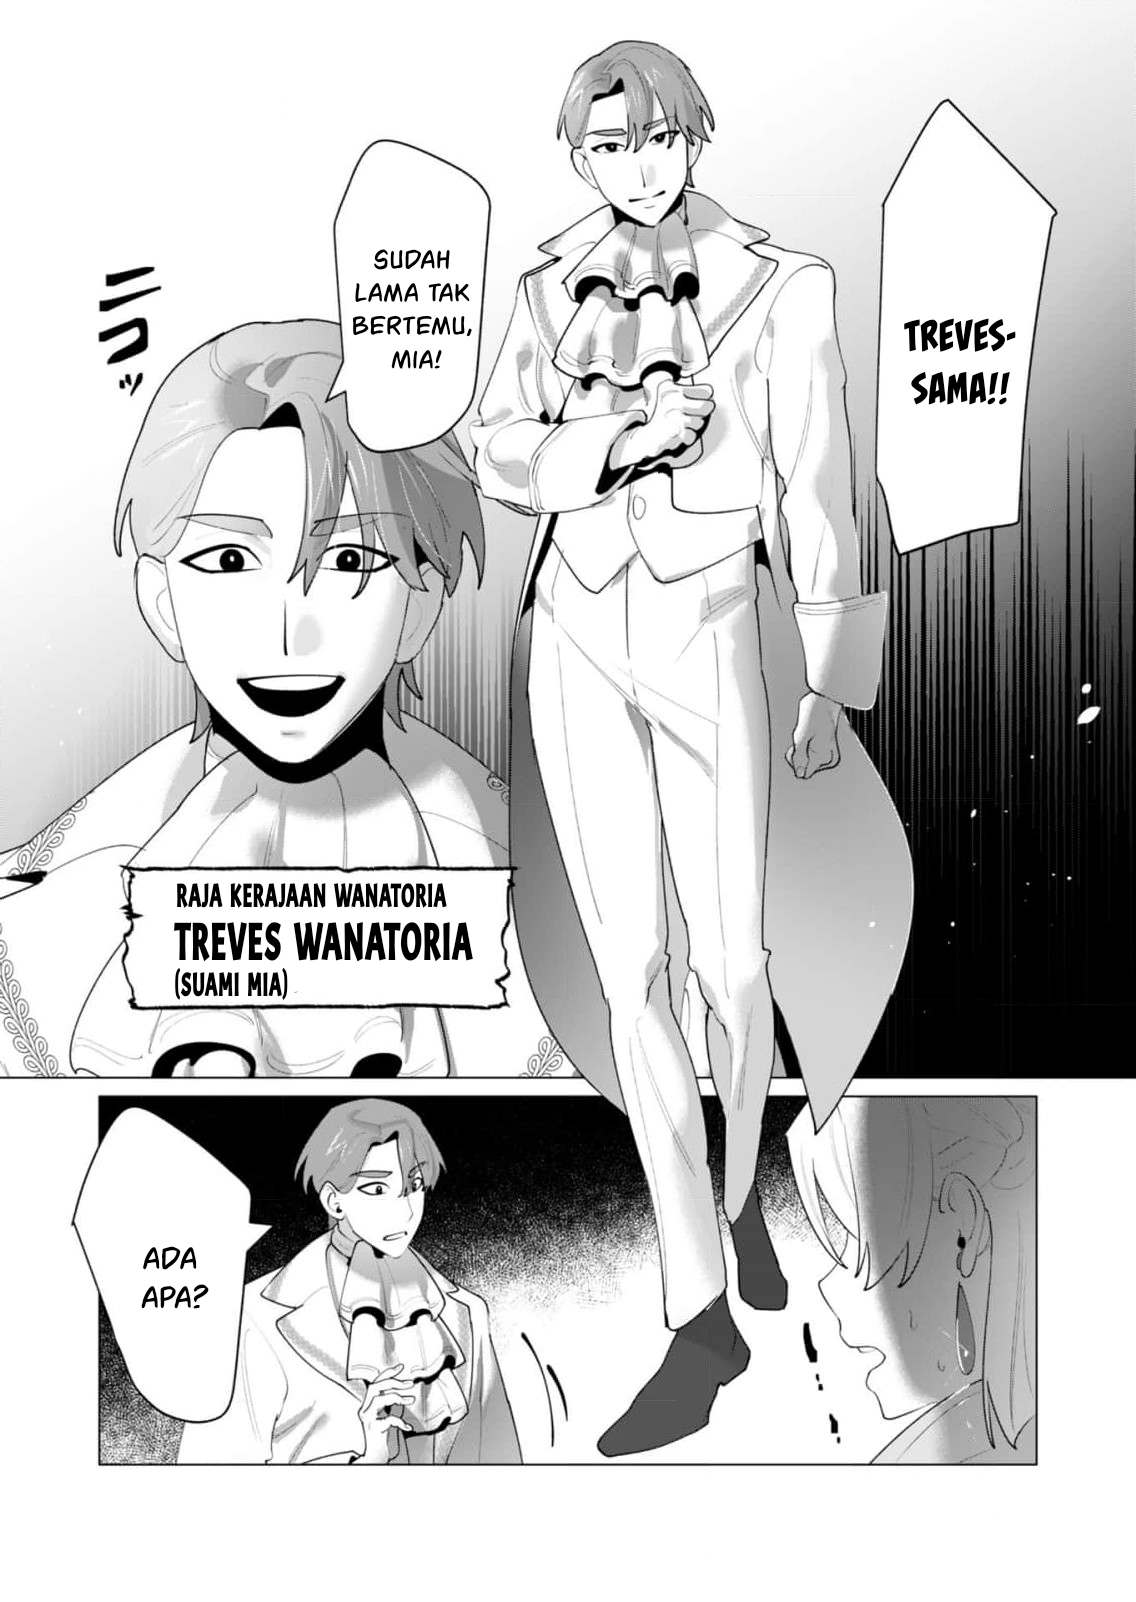 TREVES-
SAMA!!
SUDAH
LAMA TAK
BERTEMU,
MIA!
ニコッ
RAJA KERAJAAN WANATORIA
TREVES WANATORIA
(SUAMI MIA)
ADA
APA?